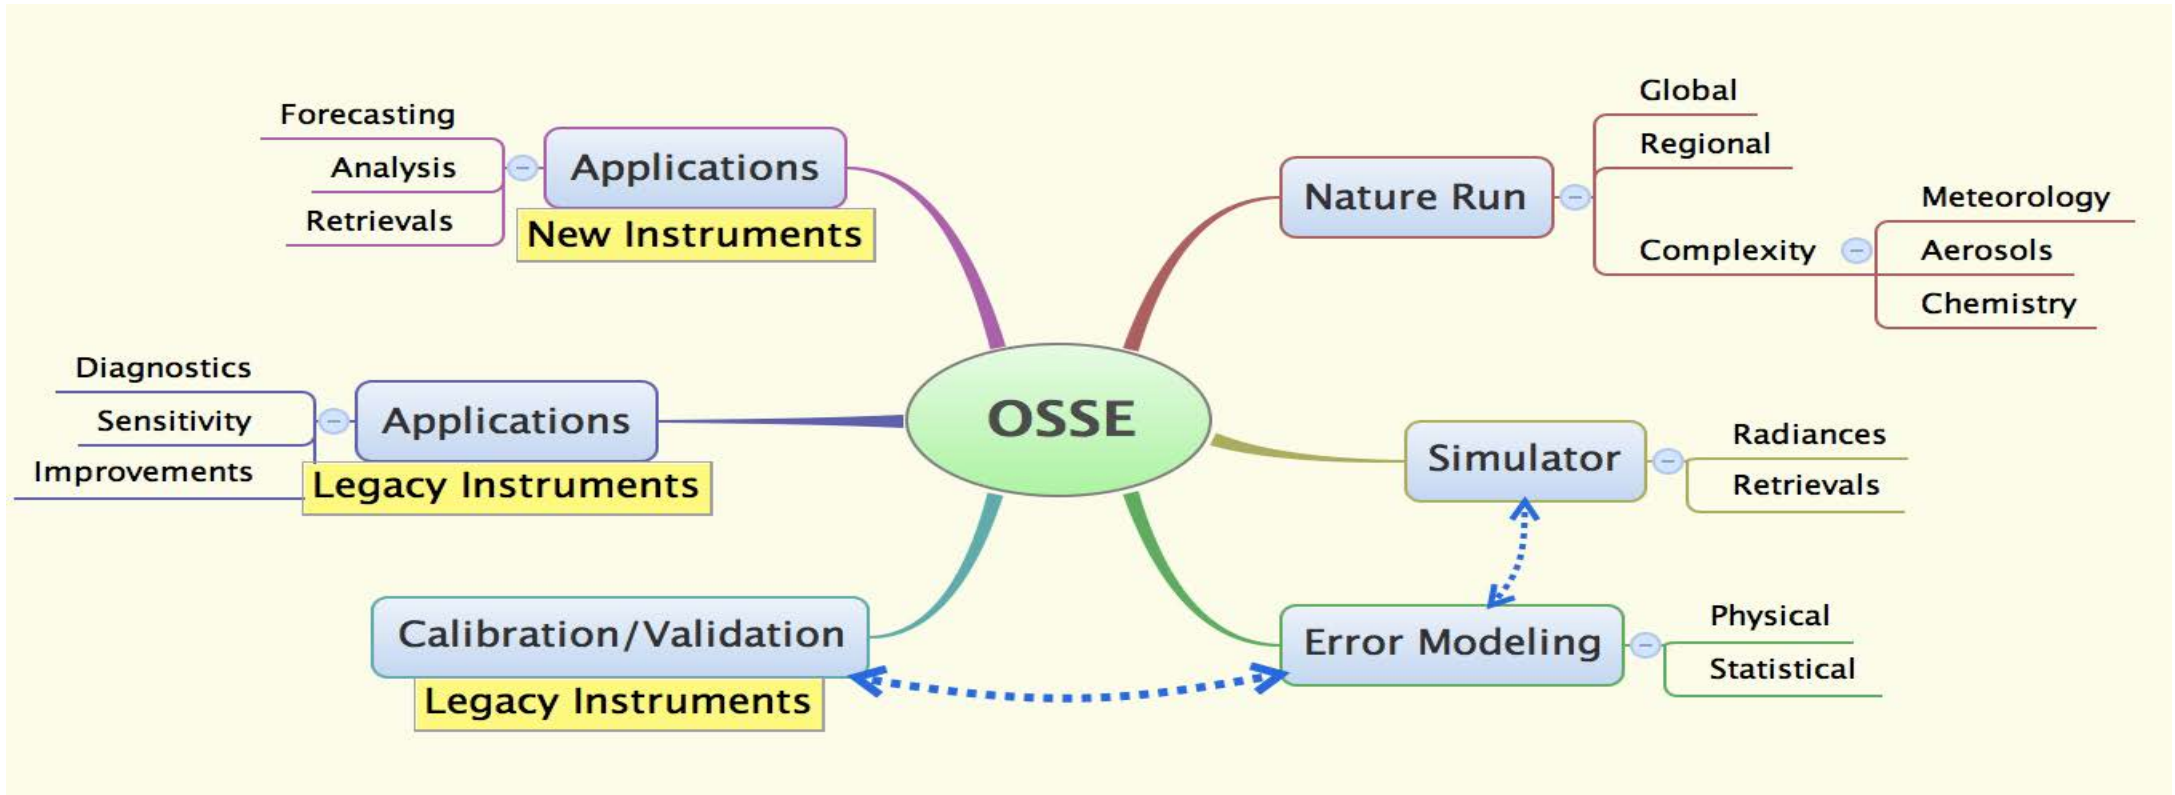 Forecasting
Analysis
Retrievals
Applications
New Instruments
Diagnostics
Sensitivity
Improvements
Applications
Legacy Instruments
Calibration/Validation
Legacy Instruments
OSSE
Nature Run
Global
Regional
Complexity
Meteorology
Aerosols
Chemistry
Simulator
Radiances
Retrievals
Error Modeling
Physical
Statistical